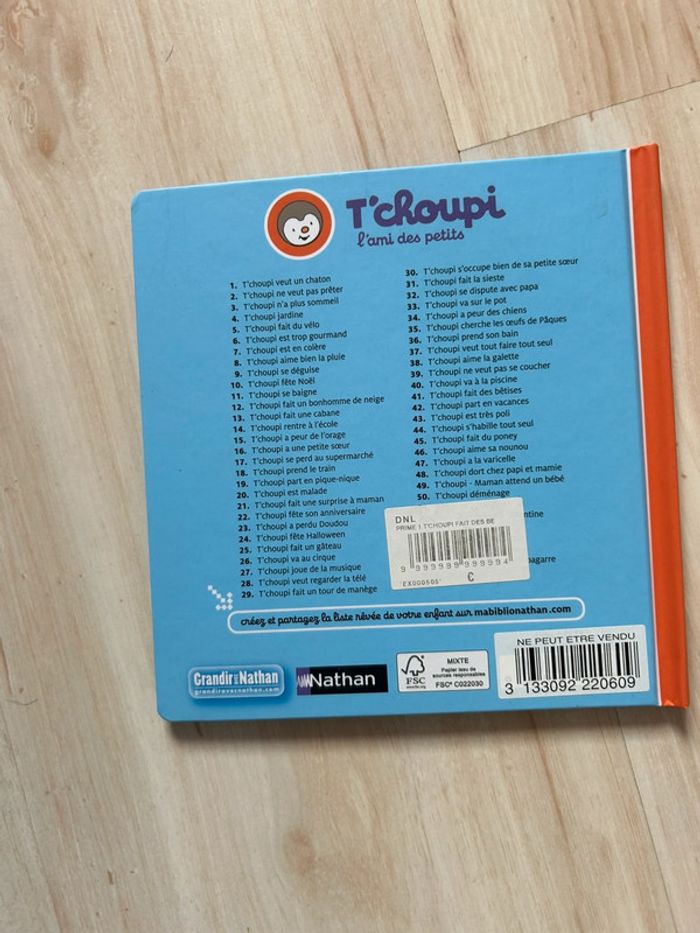 T'choupi
l'ami des petits
1. T'choupi veut un chaton
2. T'choupi ne veut pas prêter
3. T'choupi n'a plus sommeil
4. T'choupi jardine
5. T'choupi fait du vélo
6. T'choupi est trop gourmand
7. T'choupi est en colère
8. T'choupi aime bien la pluie
9. T'choupi se déguise
10. T'choupi fête Noël
11. T'choupi se baigne
12. T'choupi fait un bonhomme de neige
13. T'choupi fait une cabane
14. T'choupi rentre à l'école
15. T'choupi a peur de l'orage
16. T'choupi a une petite sœur
17. T'choupi se perd au supermarché
18. T'choupi prend le train
19. T'choupi part en pique-nique
20. T'choupi est malade
21. T'choupi fait une surprise à maman
22. T'choupi fête son anniversaire
23. T'choupi a perdu Doudou
24. T'choupi fête Halloween
25. T'choupi fait un gâteau
26. T'choupi va au cirque
27. T'choupi joue de la musique
28. T'choupi veut regarder la télé
29. T'choupi fait un tour de manège
30. T'choupi s'occupe bien de sa petite sœur
31. T'choupi fait la sieste
32. T'choupi se dispute avec papa
33. T'choupi va sur le pot
34. T'choupi a peur des chiens
35. T'choupi cherche les œufs de Pâques
36. T'choupi prend son bain
37. T'choupi veut tout faire tout seul
38. T'choupi aime la galette
39. T'choupi ne veut pas se coucher
40. T'choupi va à la piscine
41. T'choupi fait des bêtises
42. T'choupi part en vacances
43. T'choupi est très poli
44. T'choupi s'habille tout seul
45. T'choupi fait du poney
46. T'choupi aime sa nounou
47. T'choupi a la varicelle
48. T'choupi dort chez papi et mamie
49. T'choupi - Maman attend un bébé
50. T'choupi déménage
DNL
PRIME 1 T'CHOUPI FAIT DES BE
9 999999 999994
EX000606'
€
créez et partagez la liste rêvée de votre enfant sur mabiblionathan.com
Grandir avec Nathan
grandiravecnathan.com
Nathan
FSC
www.fsc.org
MIXTE
Papier issu de
sources responsables
FSC® C022030
NE PEUT ETRE VENDU
3 133092 220609